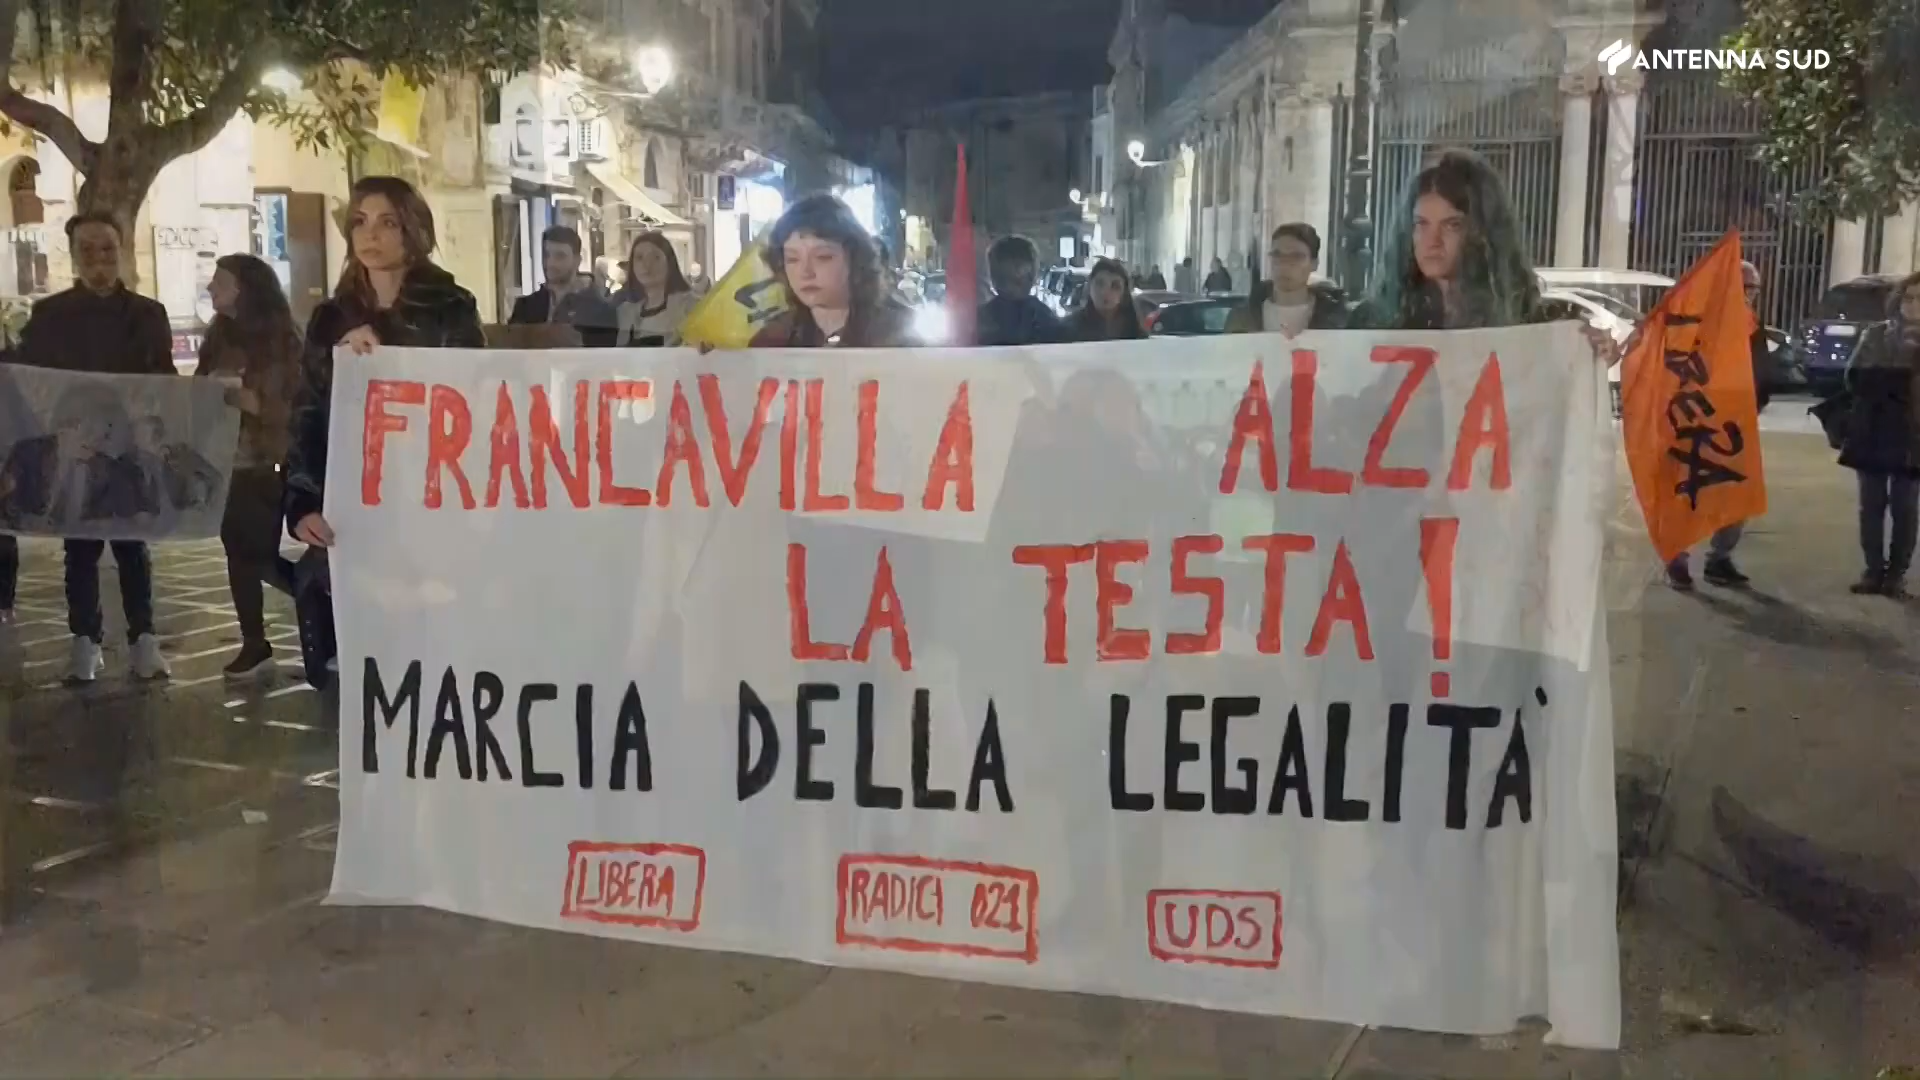 ANTENNA SUD
FRANCAVILLA ALZA
LA TESTA!
MARCIA DELLA LEGALITÀ
LIBERA
RADICI 021
UDS
LIBERA